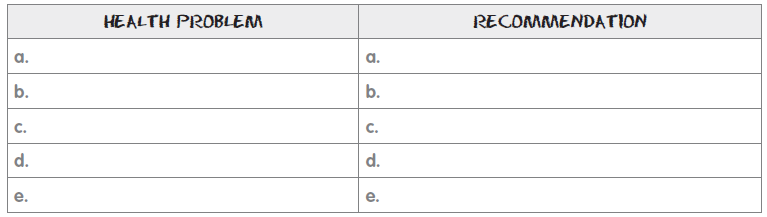 HEALTH PROBLEM RECOMMENDATION
a. a.
b. b.
c. c.
d. d.
e. e.